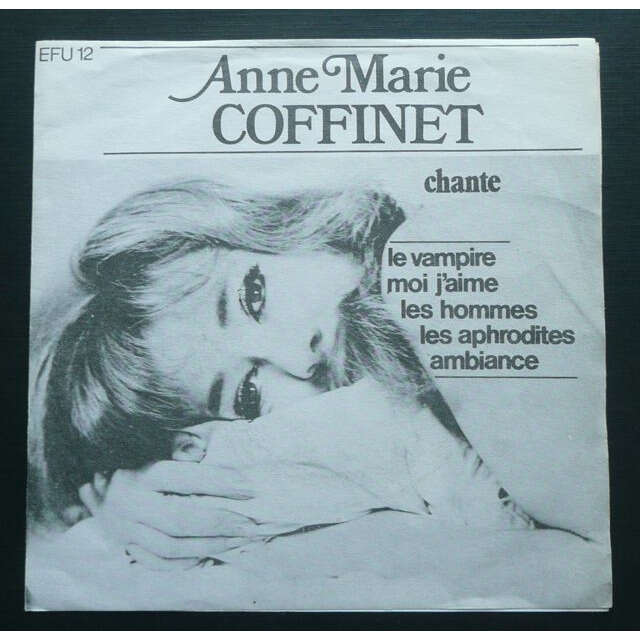 EFU 12
Anne Marie
COFFINET
chante
le vampire
moi j'aime
les hommes
les aphrodites
ambiance